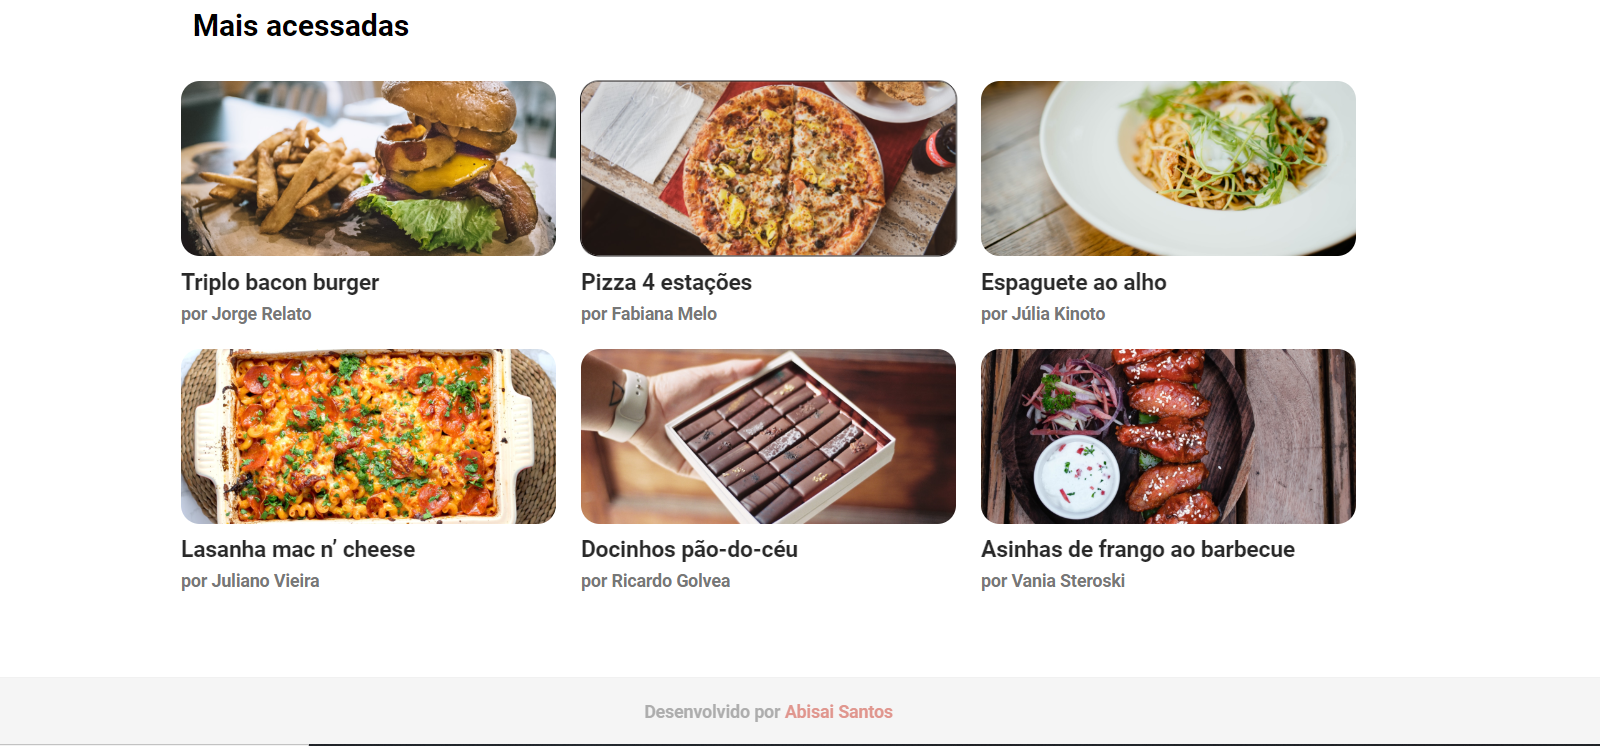 Mais acessadas
Triplo bacon burger
por Jorge Relato
Pizza 4 estações
por Fabiana Melo
Espaguete ao alho
por Júlia Kinoto
Lasanha mac n’ cheese
por Juliano Vieira
Docinhos pão-do-céu
por Ricardo Golvea
Asinhas de frango ao barbecue
por Vania Steroski
Desenvolvido por Abisai Santos